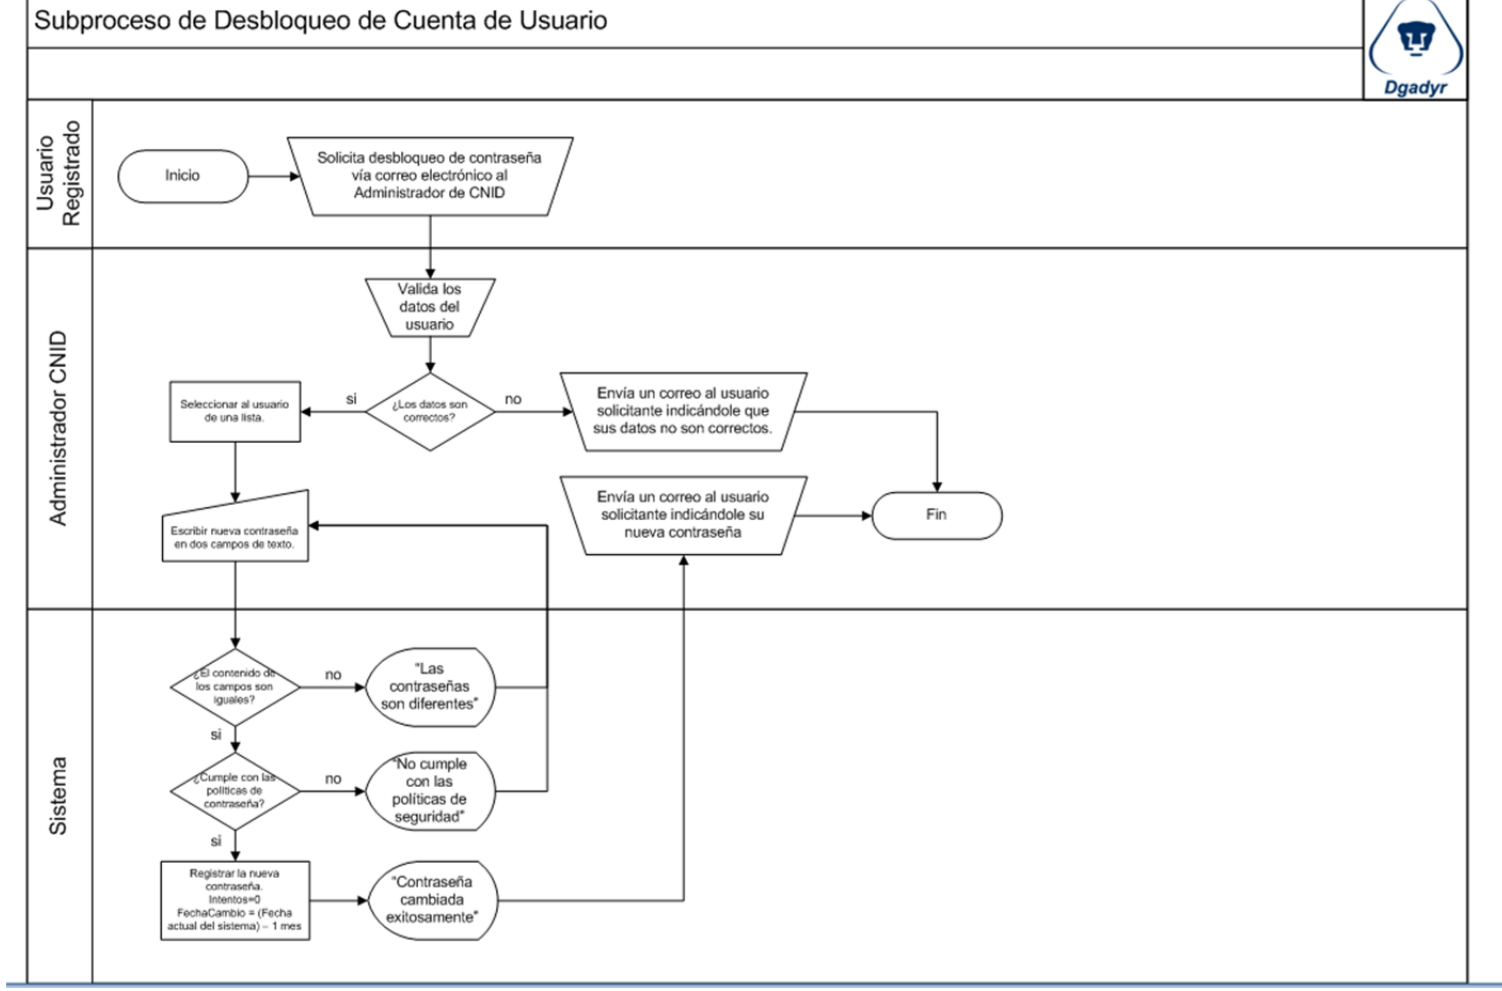 Subproceso de Desbloqueo de Cuenta de Usuario
Dgadyr
Usuario
Registrado
Inicio
Solicita desbloqueo de contraseña
vía correo electrónico al
Administrador de CNID
Administrador CNID
Valida los
datos del
usuario
¿Los datos son
correctos?
si
no
Seleccionar al usuario
de una lista.
Envía un correo al usuario
solicitante indicándole que
sus datos no son correctos.
Escribir nueva contraseña
en dos campos de texto.
Envía un correo al usuario
solicitante indicándole su
nueva contraseña
Fin
Sistema
¿El contenido de
los campos son
iguales?
no
"Las
contraseñas
son diferentes"
si
¿Cumple con las
políticas de
contraseña?
no
"No cumple
con las
políticas de
seguridad"
si
Registrar la nueva
contraseña.
Intentos=0
FechaCambio = (Fecha
actual del sistema) – 1 mes
"Contraseña
cambiada
exitosamente"